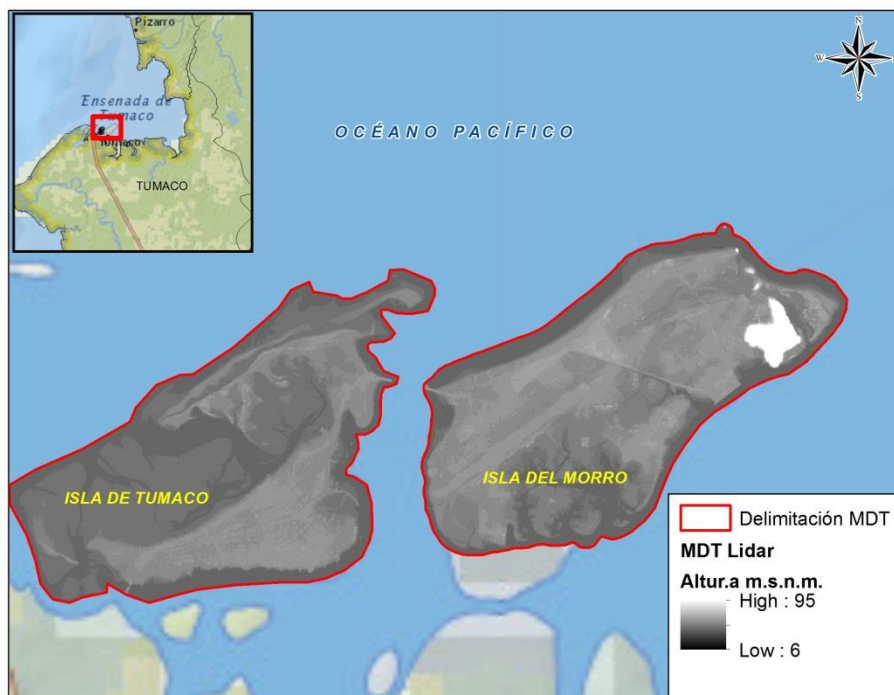 Pizarro
Ensenada de
Tumaco
Tumaco
TUMACO
N
W
S
OCÉANO PACÍFICO
ISLA DE TUMACO
ISLA DEL MORRO
Delimitación MDT
MDT Lidar
Altur.a m.s.n.m.
High : 95
Low : 6